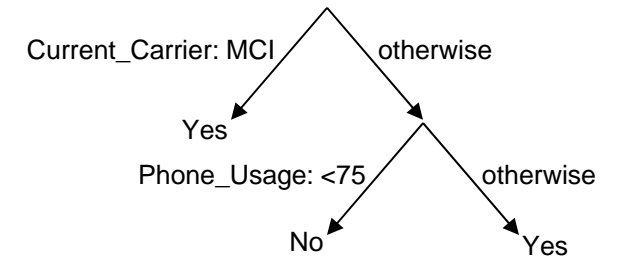 Current_Carrier: MCI
otherwise
Yes
Phone_Usage: <75
otherwise
No
Yes